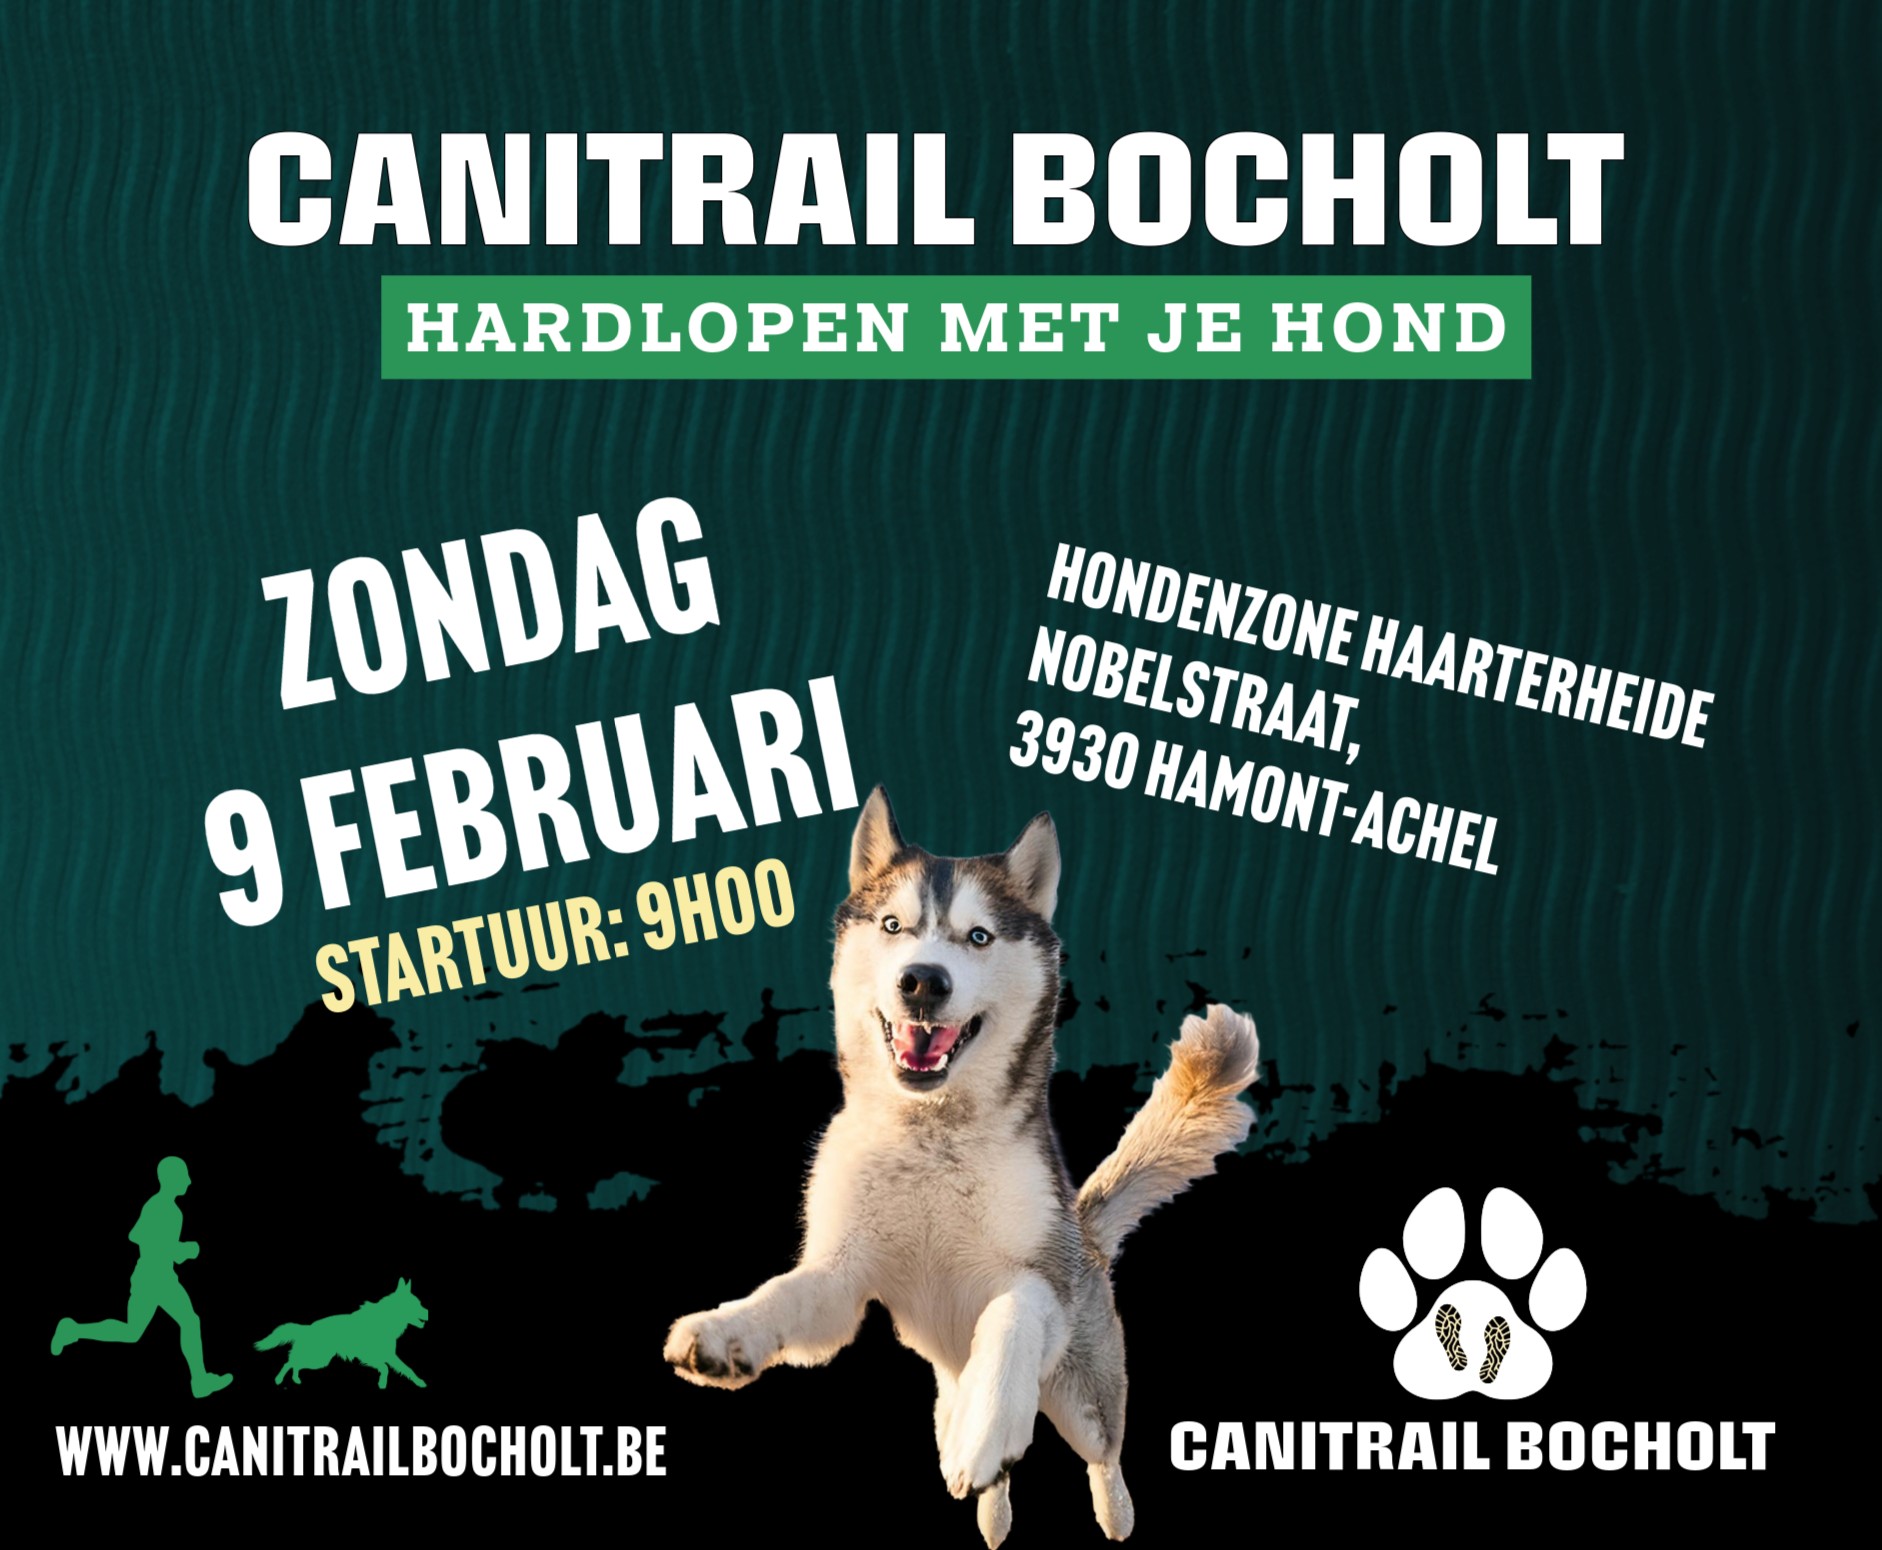 CANITRAIL BOCHOLT
HARDLOPEN MET JE HOND
ZONDAG
9 FEBRUARI
STARTUUR: 9H00
HONDENZONE HAARTERHEIDE
NOBELSTRAAT,
3930 HAMONT-ACHEL
WWW.CANITRAILBOCHOLT.BE
CANITRAIL BOCHOLT